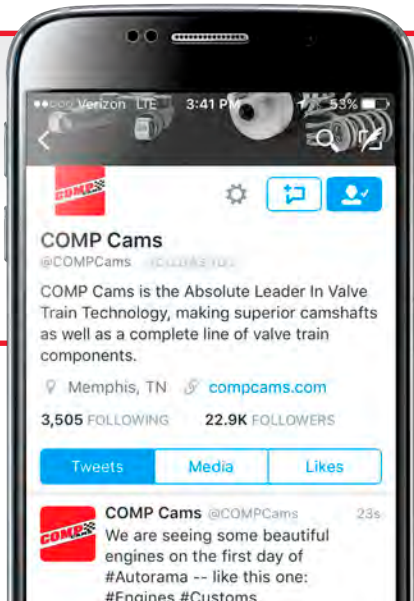 Verizon LTE 3:41 PM 53%
COMP
COMP Cams
@COMPCams
COMP Cams is the Absolute Leader In Valve
Train Technology, making superior camshafts
as well as a complete line of valve train
components.
Memphis, TN compcams.com
3,505 FOLLOWING 22.9K FOLLOWERS
Tweets Media Likes
COMP Cams @COMPCams 23s
COMP
We are seeing some beautiful
engines on the first day of
#Autorama -- like this one:
#Engines #Customs